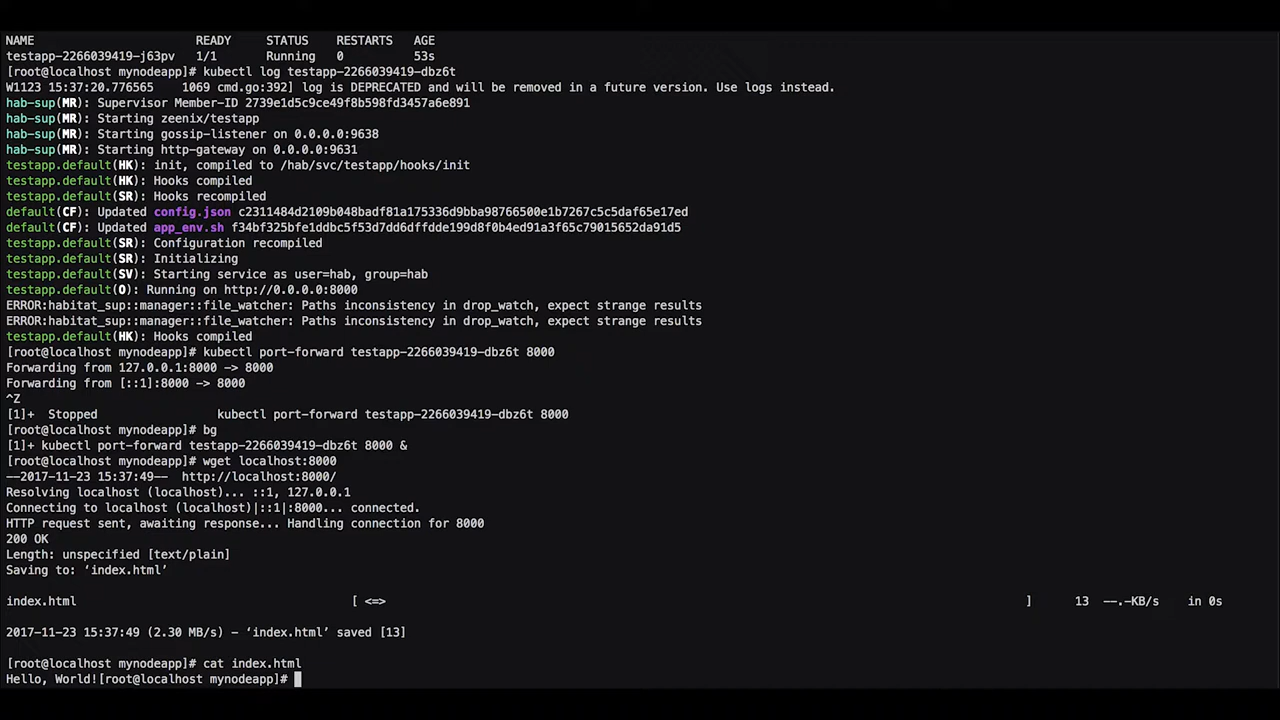 NAME                      READY     STATUS    RESTARTS   AGE
testapp-2266039419-j63pv   1/1       Running   0          53s
[root@localhost mynodeapp]# kubectl log testapp-2266039419-dbz6t
W1123 15:37:20.776565    1069 cmd.go:392] log is DEPRECATED and will be removed in a future version. Use logs instead.
hab-sup(MR): Supervisor Member-ID 2739e1d5c9ce49f8b598fd3457a6e891
hab-sup(MR): Starting zeenix/testapp
hab-sup(MR): Starting gossip-listener on 0.0.0.0:9638
hab-sup(MR): Starting http-gateway on 0.0.0.0:9631
testapp.default(HK): init, compiled to /hab/svc/testapp/hooks/init
testapp.default(HK): Hooks compiled
testapp.default(SR): Hooks recompiled
default(CF): Updated config.json c2311484d2109b048badf81a175336d9bba98766500e1b7267c5c5daf65e17ed
default(CF): Updated app_env.sh f34bf325bfe1ddbc5f53d7dd6dffdde199d8f0b4ed91a3f65c79015652da91d5
testapp.default(SR): Configuration recompiled
testapp.default(SR): Initializing
testapp.default(SV): Starting service as user=hab, group=hab
testapp.default(O): Running on http://0.0.0.0:8000
ERROR:habitat_sup::manager::file_watcher: Paths inconsistency in drop_watch, expect strange results
ERROR:habitat_sup::manager::file_watcher: Paths inconsistency in drop_watch, expect strange results
testapp.default(HK): Hooks compiled
[root@localhost mynodeapp]# kubectl port-forward testapp-2266039419-dbz6t 8000
Forwarding from 127.0.0.1:8000 -> 8000
Forwarding from [::1]:8000 -> 8000
^Z
[1]+  Stopped                 kubectl port-forward testapp-2266039419-dbz6t 8000
[root@localhost mynodeapp]# bg
[1]+ kubectl port-forward testapp-2266039419-dbz6t 8000 &
[root@localhost mynodeapp]# wget localhost:8000
--2017-11-23 15:37:49--  http://localhost:8000/
Resolving localhost (localhost)... ::1, 127.0.0.1
Connecting to localhost (localhost)|::1|:8000... connected.
HTTP request sent, awaiting response... Handling connection for 8000
200 OK
Length: unspecified [text/plain]
Saving to: ‘index.html’
index.html                                       [ <=>                                                                                           ]      13  --.-KB/s    in 0s
2017-11-23 15:37:49 (2.30 MB/s) - ‘index.html’ saved [13]
[root@localhost mynodeapp]# cat index.html
Hello, World![root@localhost mynodeapp]#